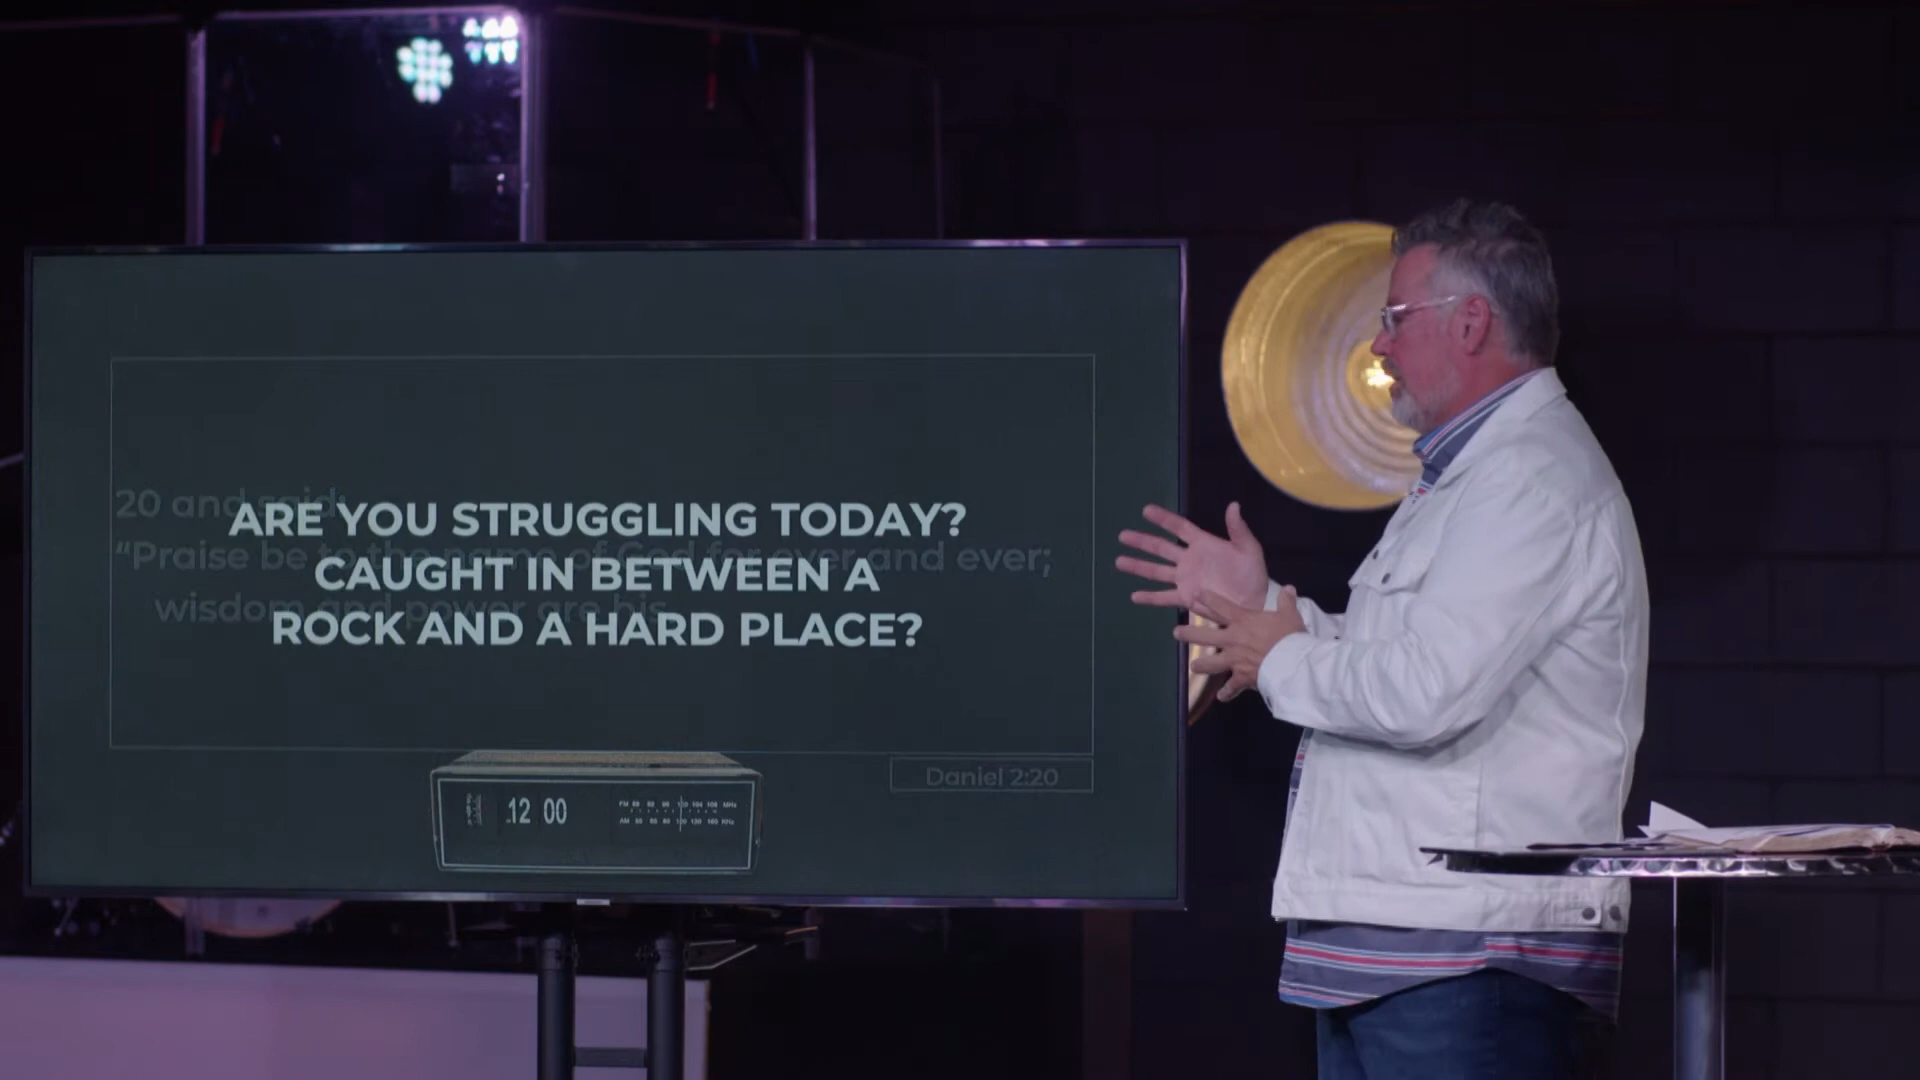 20 and said:
ARE YOU STRUGGLING TODAY?
“Praise be to the name of God for ever and ever;
CAUGHT IN BETWEEN A
wisdom and power are his.
ROCK AND A HARD PLACE?
Daniel 2:20
12 00